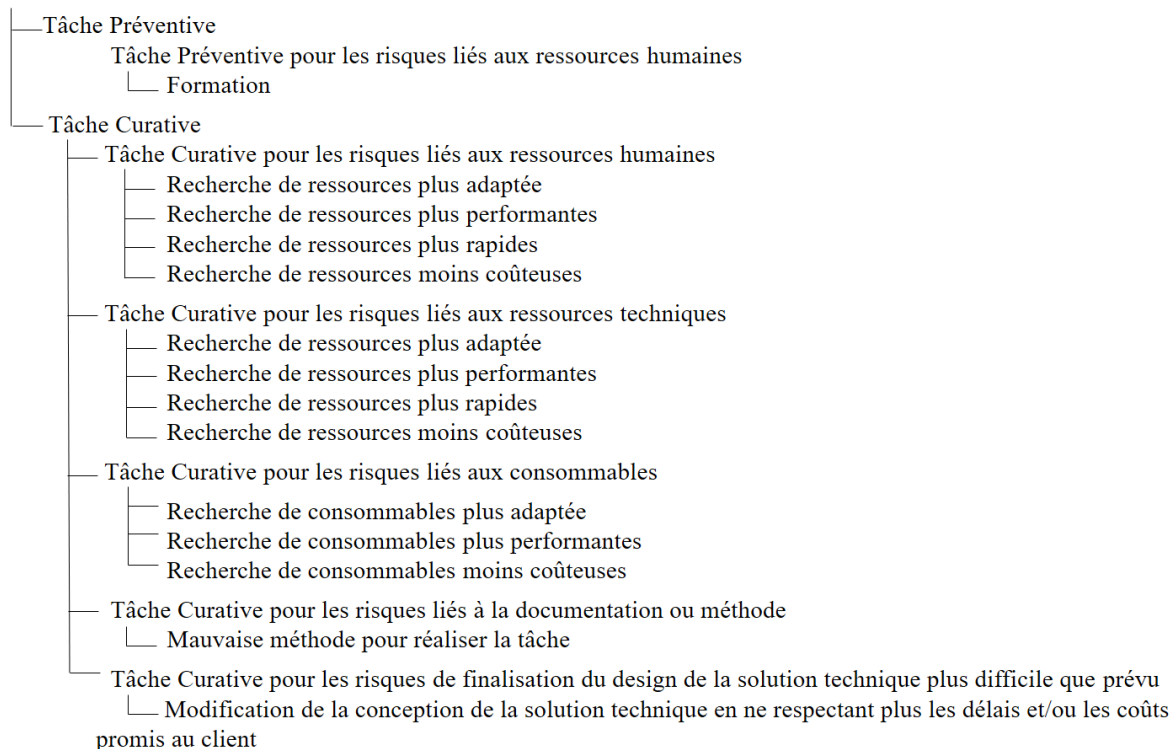 Tâche Préventive
Tâche Préventive pour les risques liés aux ressources humaines
Formation
Tâche Curative
Tâche Curative pour les risques liés aux ressources humaines
Recherche de ressources plus adaptée
Recherche de ressources plus performantes
Recherche de ressources plus rapides
Recherche de ressources moins coûteuses
Tâche Curative pour les risques liés aux ressources techniques
Recherche de ressources plus adaptée
Recherche de ressources plus performantes
Recherche de ressources plus rapides
Recherche de ressources moins coûteuses
Tâche Curative pour les risques liés aux consommables
Recherche de consommables plus adaptée
Recherche de consommables plus performantes
Recherche de consommables moins coûteuses
Tâche Curative pour les risques liés à la documentation ou méthode
Mauvaise méthode pour réaliser la tâche
Tâche Curative pour les risques de finalisation du design de la solution technique plus difficile que prévu
Modification de la conception de la solution technique en ne respectant plus les délais et/ou les coûts
promis au client